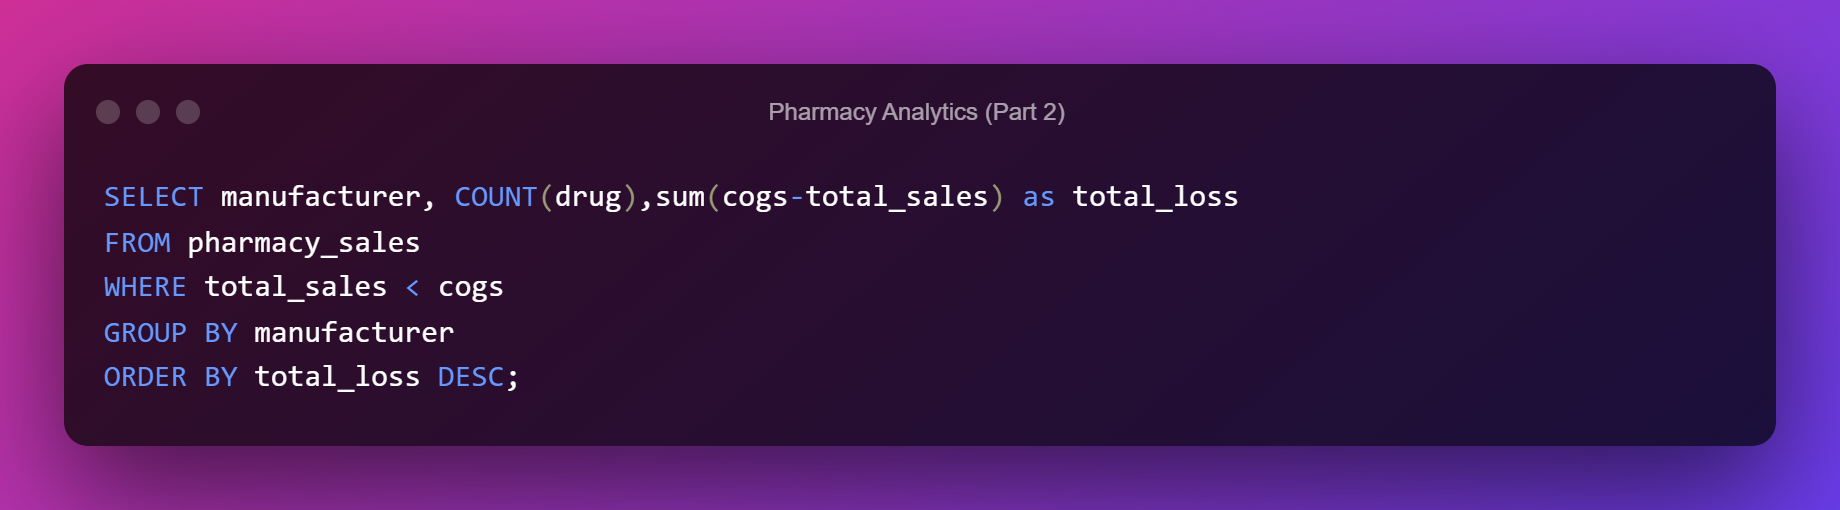 Pharmacy Analytics (Part 2)
SELECT manufacturer, COUNT(drug),sum(cogs-total_sales) as total_loss
FROM pharmacy_sales
WHERE total_sales < cogs
GROUP BY manufacturer
ORDER BY total_loss DESC;